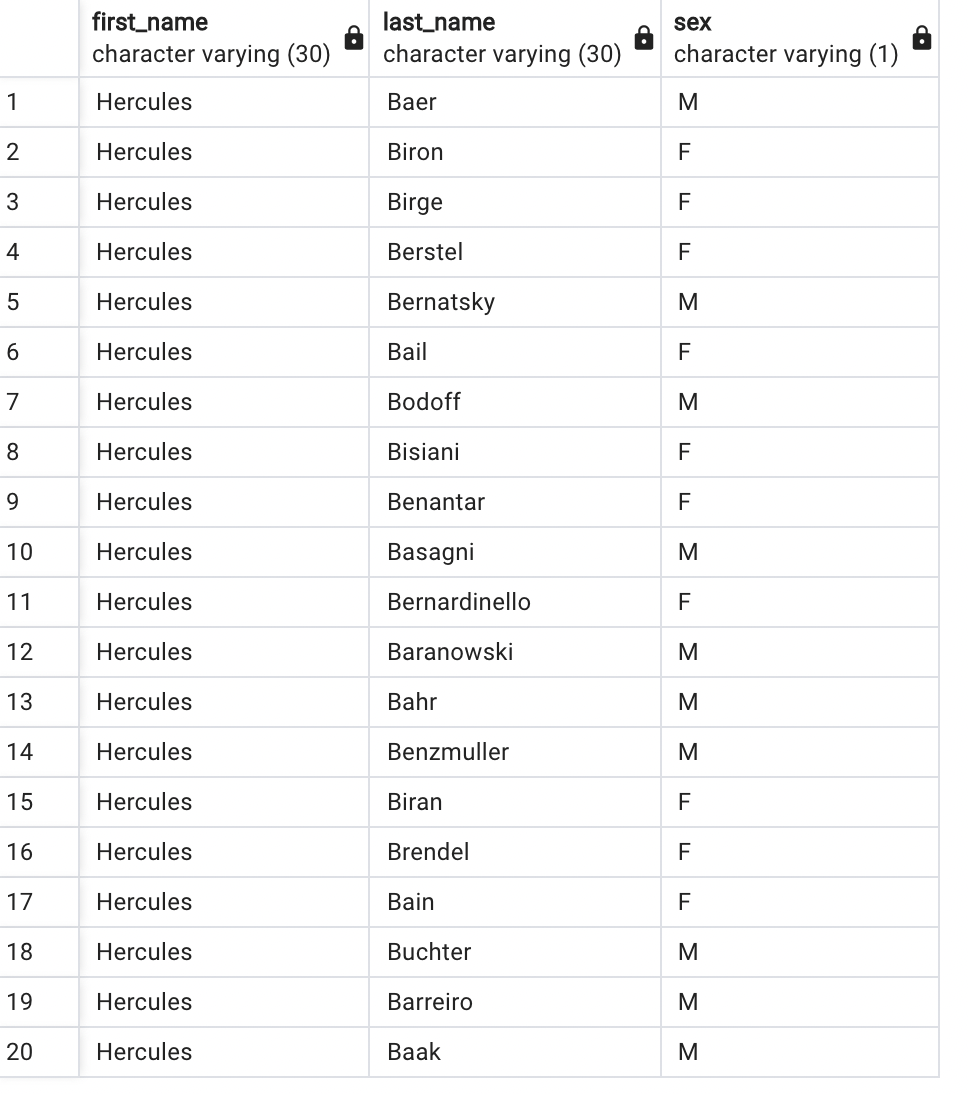 first_name last_name sex
character varying (30) character varying (30) character varying (1)
1 Hercules Baer M
2 Hercules Biron F
3 Hercules Birge F
4 Hercules Berstel F
5 Hercules Bernatsky M
6 Hercules Bail F
7 Hercules Bodoff M
8 Hercules Bisiani F
9 Hercules Benantar F
10 Hercules Basagni M
11 Hercules Bernardinello F
12 Hercules Baranowski M
13 Hercules Bahr M
14 Hercules Benzmuller M
15 Hercules Biran F
16 Hercules Brendel F
17 Hercules Bain F
18 Hercules Buchter M
19 Hercules Barreiro M
20 Hercules Baak M